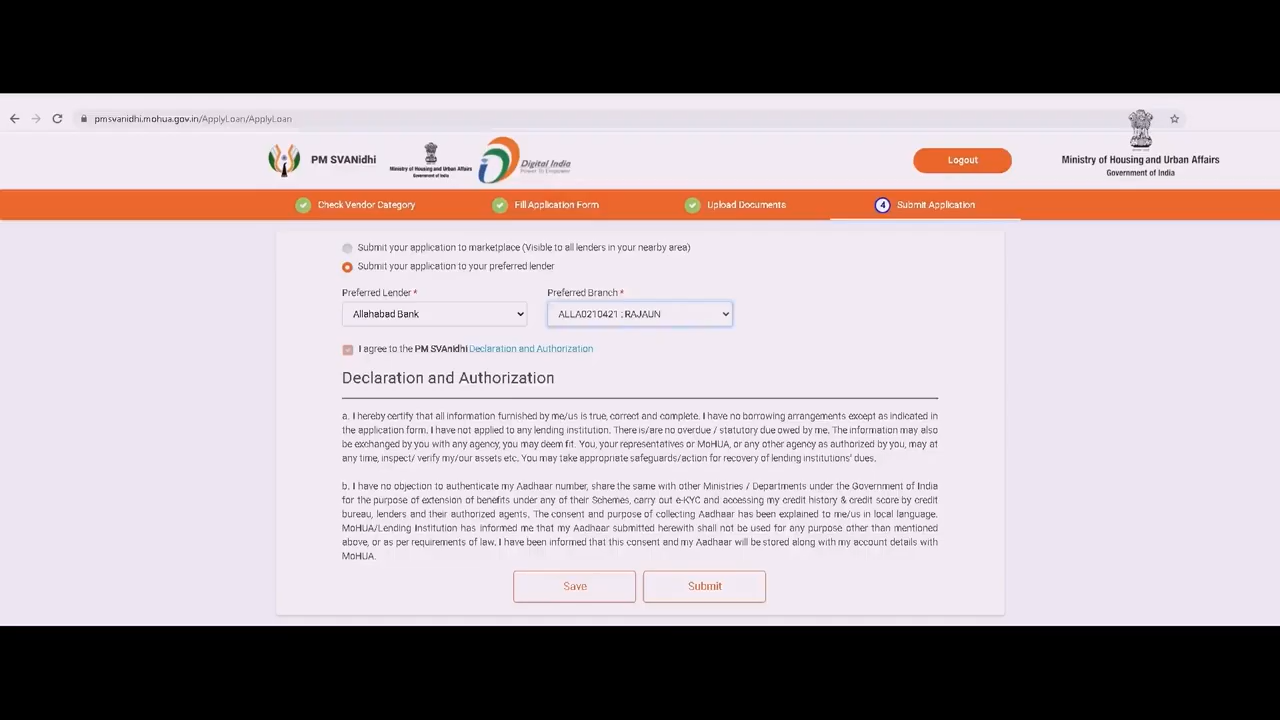 pmsvanidhi.mohua.gov.in/ApplyLoan/ApplyLoan
PM SVANidhi
Ministry of Housing and Urban Affairs
Government of India
Digital India
Power To Empower
Logout
Ministry of Housing and Urban Affairs
Government of India
Check Vendor Category
Fill Application Form
Upload Documents
4 Submit Application
Submit your application to marketplace (Visible to all lenders in your nearby area)
Submit your application to your preferred lender
Preferred Lender * Preferred Branch *
Allahabad Bank ALLA0210421 : RAJAUN
I agree to the PM SVAnidhi Declaration and Authorization
Declaration and Authorization
a. I hereby certify that all information furnished by me/us is true, correct and complete. I have no borrowing arrangements except as indicated in
the application form. I have not applied to any lending institution. There is/are no overdue / statutory due owed by me. The information may also
be exchanged by you with any agency, you may deem fit. You, your representatives or MoHUA, or any other agency as authorized by you, may at
any time, inspect/ verify my/our assets etc. You may take appropriate safeguards/action for recovery of lending institutions' dues.
b. I have no objection to authenticate my Aadhaar number, share the same with other Ministries / Departments under the Government of India
for the purpose of extension of benefits under any of their Schemes, carry out e-KYC and accessing my credit history & credit score by credit
bureau, lenders and their authorized agents. The consent and purpose of collecting Aadhaar has been explained to me/us in local language.
MoHUA/Lending Institution has informed me that my Aadhaar submitted herewith shall not be used for any purpose other than mentioned
above, or as per requirements of law. I have been informed that this consent and my Aadhaar will be stored along with my account details with
MoHUA.
Save
Submit